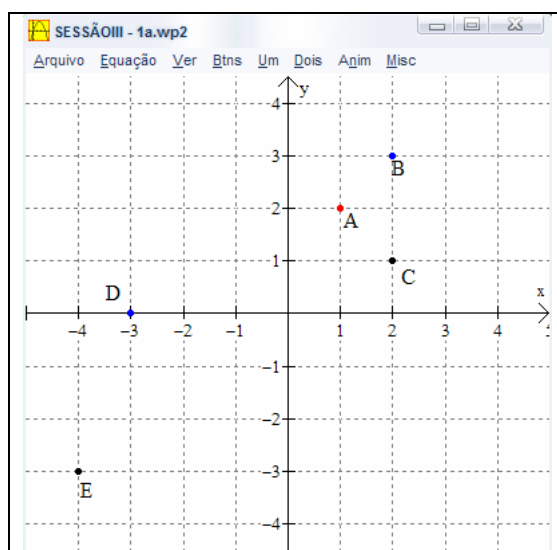 SESSÃOIII - 1a.wp2
Arquivo Equação Ver Btns Um Dois Anim Misc
y
4
3
B
2
A
1
C
D
x
−4 −3 −2 −1 1 2 3 4
−1
−2
−3
E
−4